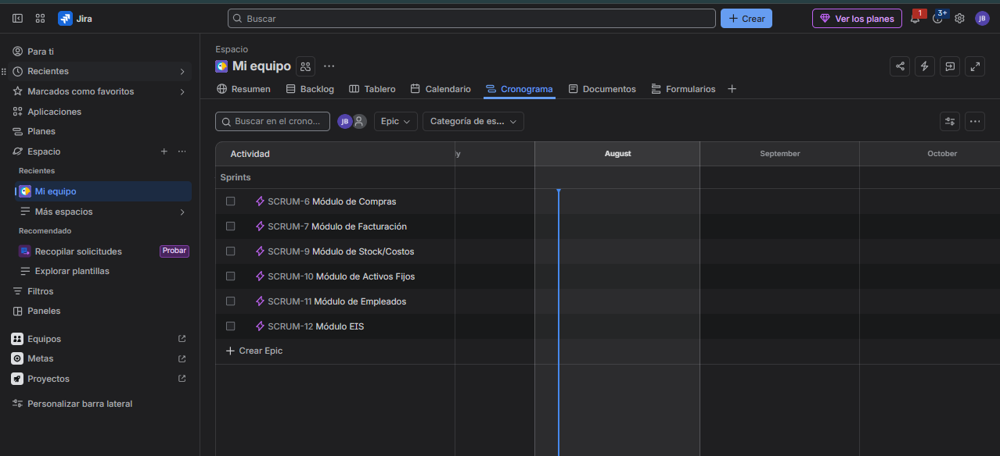 Jira
Buscar
Crear
Ver los planes
1
3+
JB
Para ti
Recientes
Marcados como favoritos
Aplicaciones
Planes
Espacio
Recientes
Mi equipo
Más espacios
Recomendado
Recopilar solicitudes
Probar
Explorar plantillas
Filtros
Paneles
Equipos
Metas
Proyectos
Personalizar barra lateral
Espacio
Mi equipo
Resumen
Backlog
Tablero
Calendario
Cronograma
Documentos
Formularios
Buscar en el crono...
JB
Epic
Categoría de es...
Actividad
ly
August
September
October
Sprints
SCRUM-6 Módulo de Compras
SCRUM-7 Módulo de Facturación
SCRUM-9 Módulo de Stock/Costos
SCRUM-10 Módulo de Activos Fijos
SCRUM-11 Módulo de Empleados
SCRUM-12 Módulo EIS
Crear Epic